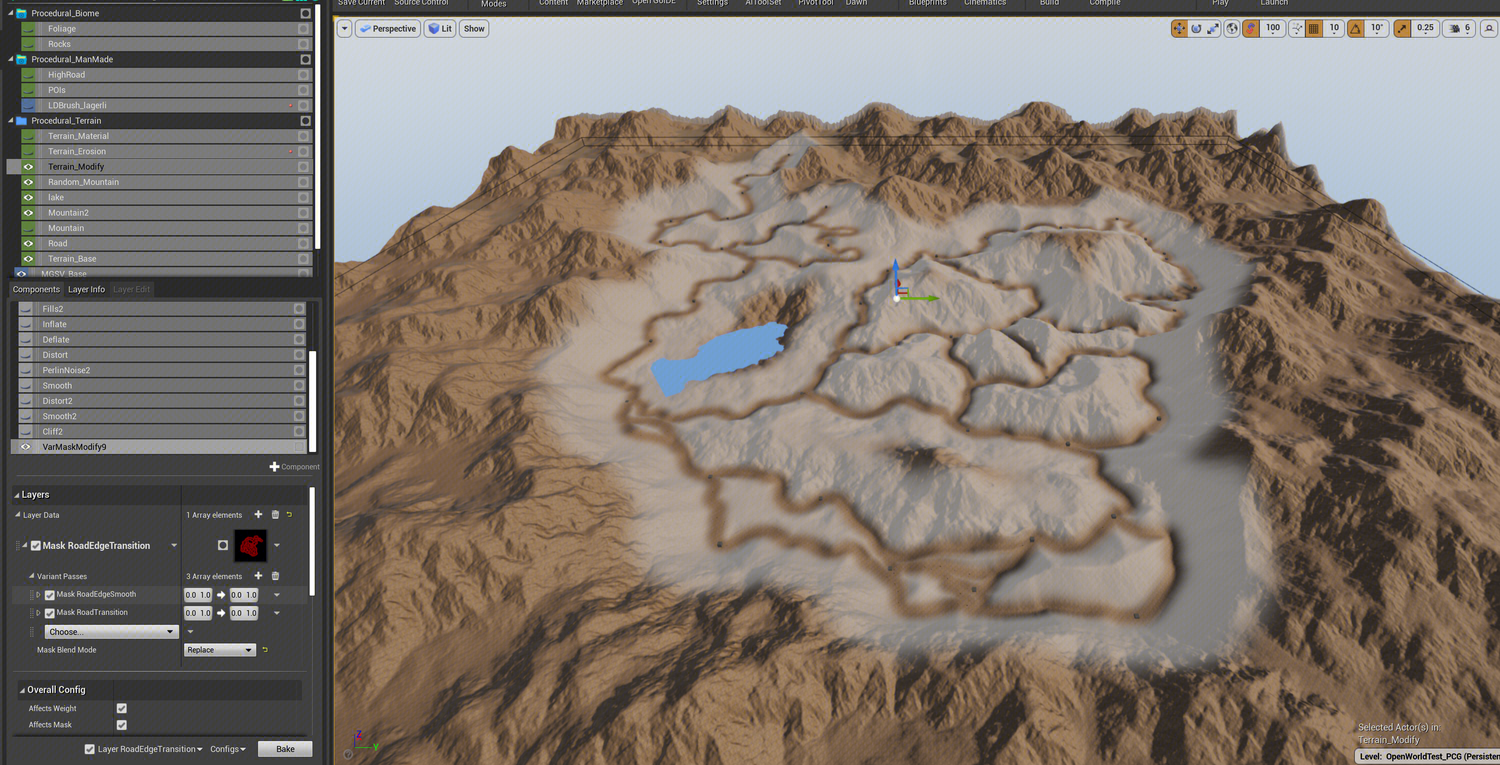 Save Current Source Control Modes Content Marketplace Open GUIDE Settings AIToolSet PivotTool Dawn Blueprints Cinematics Build Compile Play Launch
Procedural_Biome
Foliage
Rocks
Procedural_ManMade
HighRoad
POIs
LDBrush_lagerli
Procedural_Terrain
Terrain_Material
Terrain_Erosion
Terrain_Modify
Random_Mountain
lake
Mountain2
Mountain
Road
Terrain_Base
MGSV_Base
Perspective Lit Show
100 10 10° 0.25 6
Components Layer Info Layer Edit
Fills2
Inflate
Deflate
Distort
PerlinNoise2
Smooth
Distort2
Smooth2
Cliff2
VarMaskModify9
Component
Layers
Layer Data 1 Array elements
Mask RoadEdgeTransition
Variant Passes 3 Array elements
Mask RoadEdgeSmooth 0.0 1.0 0.0 1.0
Mask RoadTransition 0.0 1.0 0.0 1.0
Choose...
Mask Blend Mode Replace
Overall Config
Affects Weight
Affects Mask
Layer RoadEdgeTransition Configs Bake
Z
Y
Selected Actor(s) in:
Terrain_Modify
Level: OpenWorldTest_PCG (Persisten